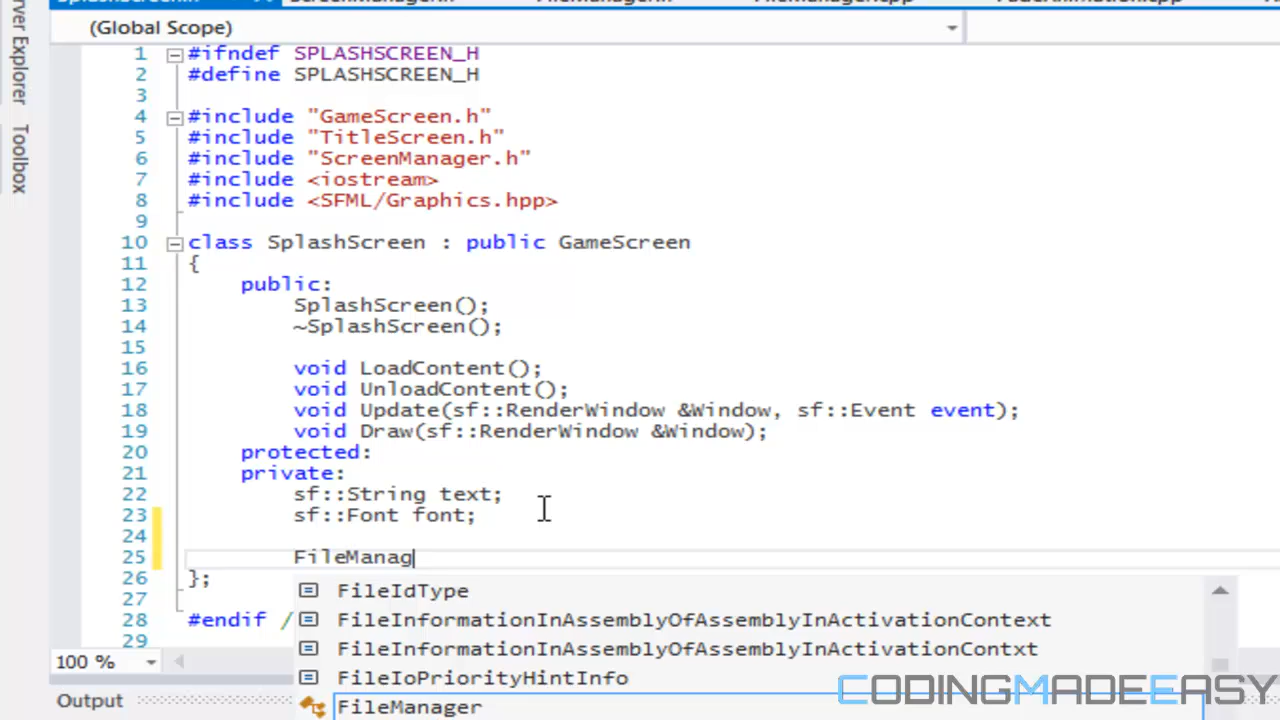 (Global Scope)
1 #ifndef SPLASHSCREEN_H
2 #define SPLASHSCREEN_H
3
4 #include "GameScreen.h"
5 #include "TitleScreen.h"
6 #include "ScreenManager.h"
7 #include <iostream>
8 #include <SFML/Graphics.hpp>
9
10 class SplashScreen : public GameScreen
11 {
12 public:
13 SplashScreen();
14 ~SplashScreen();
15
16 void LoadContent();
17 void UnloadContent();
18 void Update(sf::RenderWindow &Window, sf::Event event);
19 void Draw(sf::RenderWindow &Window);
20 protected:
21 private:
22 sf::String text;
23 sf::Font font;
24
25 FileManag
26 };
27
28 #endif /
29
FileIdType
FileInformationInAssemblyOfAssemblyInActivationContext
FileInformationInAssemblyOfAssemblyInActivationContxt
FileIoPriorityHintInfo
FileManager
100 %
Output
Explorer
Toolbox
CODINGMADEEASY